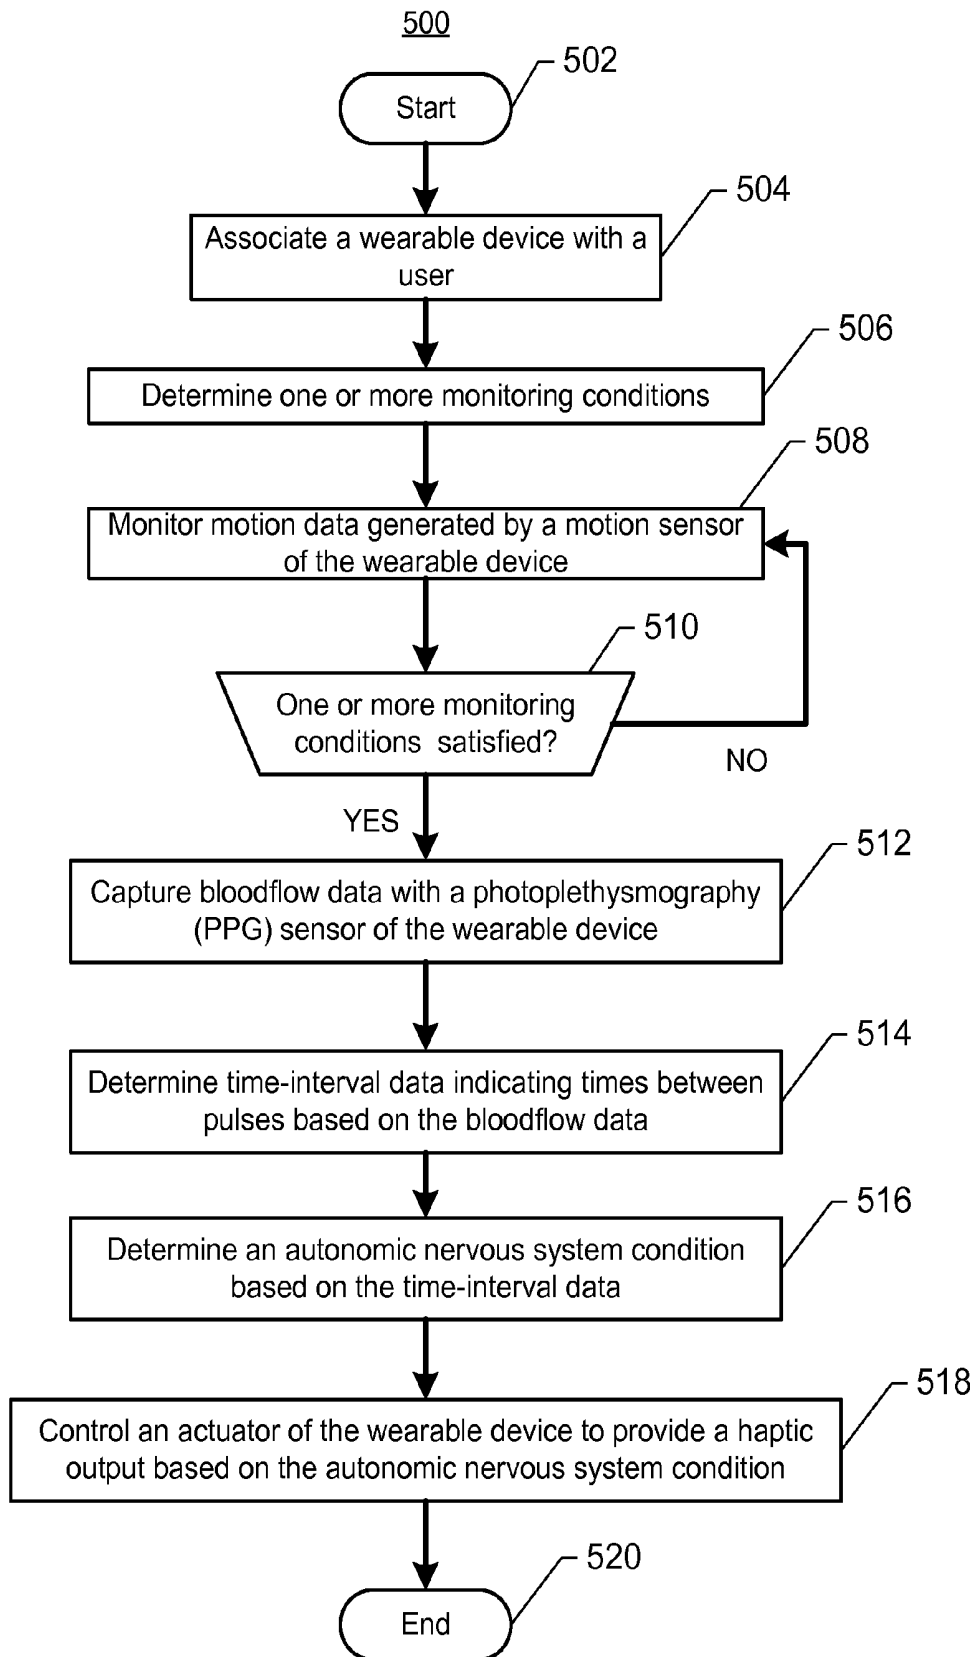 500
502
Start
504
Associate a wearable device with a
user
506
Determine one or more monitoring conditions
508
Monitor motion data generated by a motion sensor
of the wearable device
510
One or more monitoring
conditions satisfied?
NO
YES
512
Capture bloodflow data with a photoplethysmography
(PPG) sensor of the wearable device
514
Determine time-interval data indicating times between
pulses based on the bloodflow data
516
Determine an autonomic nervous system condition
based on the time-interval data
518
Control an actuator of the wearable device to provide a haptic
output based on the autonomic nervous system condition
520
End